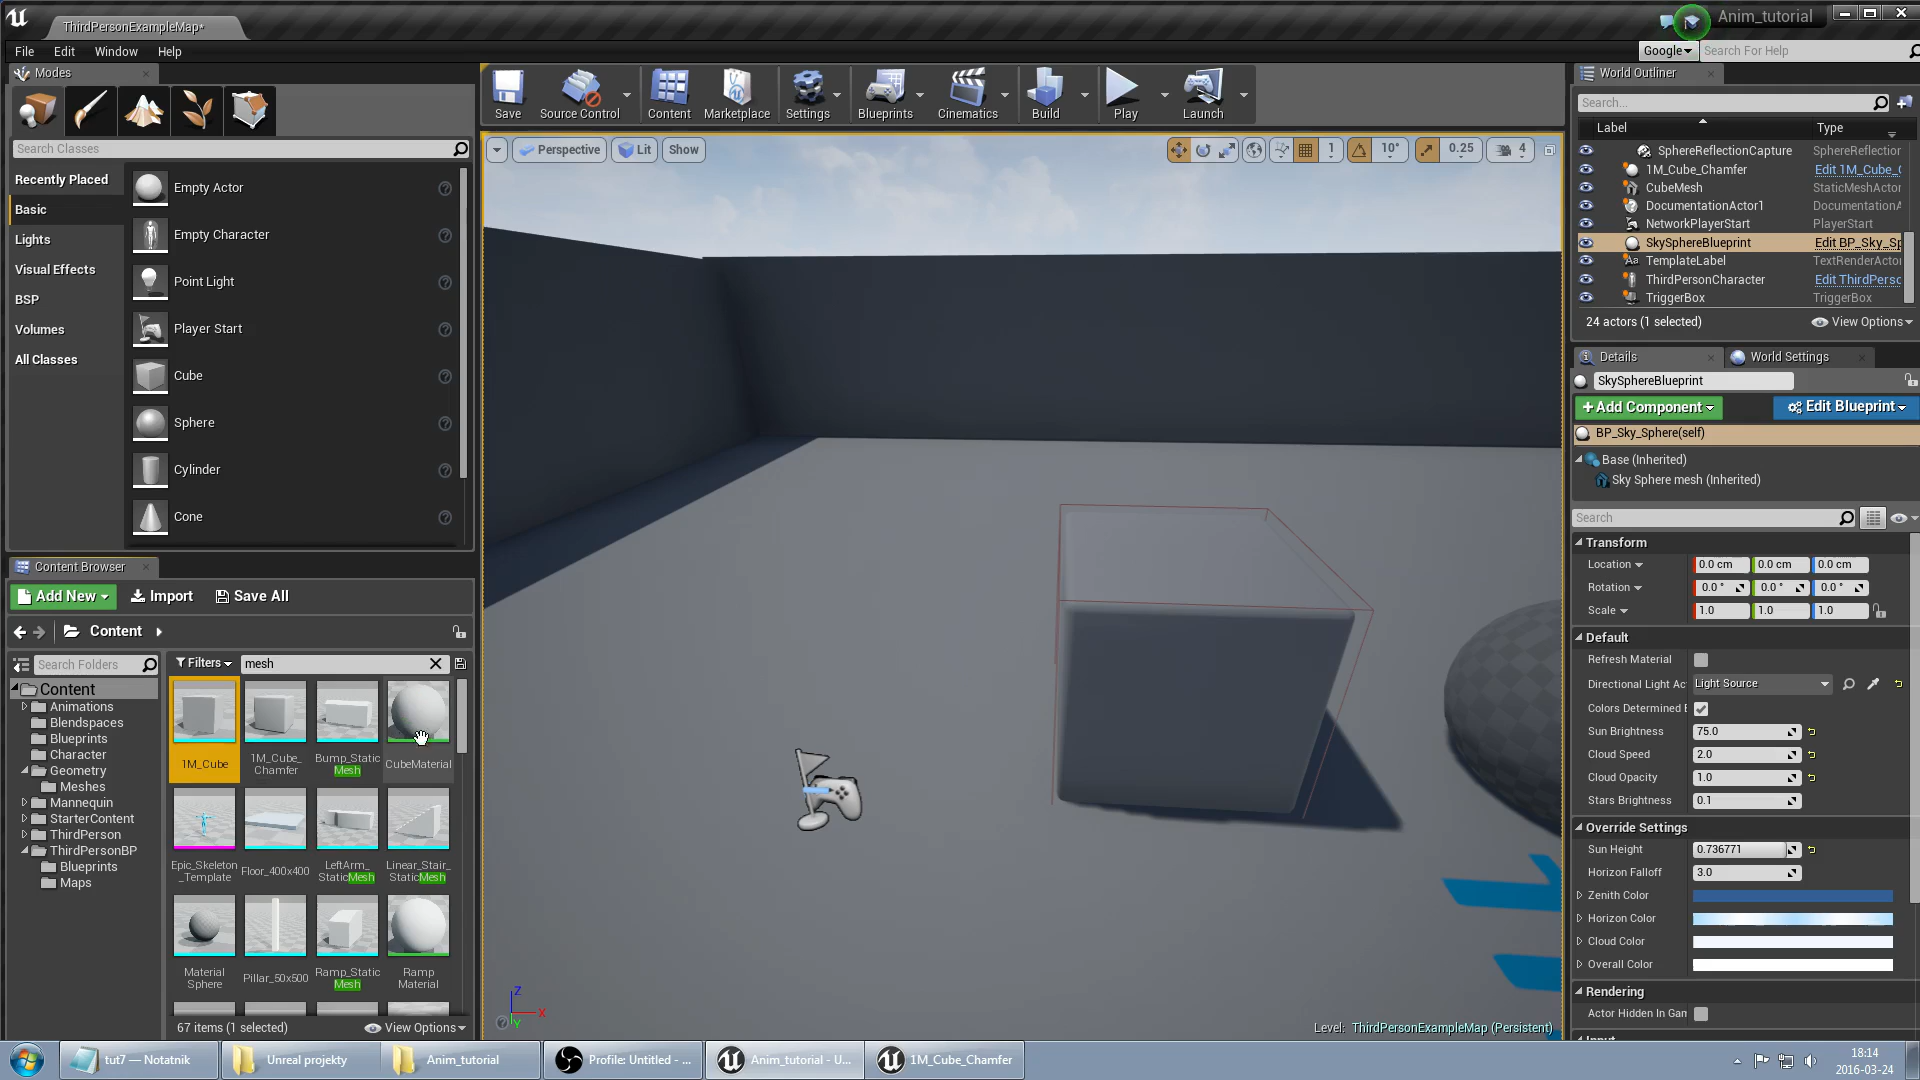 ThirdPersonExampleMap*
Anim_tutorial
File Edit Window Help
Google
Search For Help
Modes
Search Classes
Recently Placed
Basic
Lights
Visual Effects
BSP
Volumes
All Classes
Empty Actor
Empty Character
Point Light
Player Start
Cube
Sphere
Cylinder
Cone
Save
Source Control
Content
Marketplace
Settings
Blueprints
Cinematics
Build
Play
Launch
Perspective
Lit
Show
1
10°
0.25
4
World Outliner
Search...
Label Type
SphereReflectionCapture SphereReflection
1M_Cube_Chamfer Edit 1M_Cube_
CubeMesh StaticMeshActor
DocumentationActor1 DocumentationA
NetworkPlayerStart PlayerStart
SkySphereBlueprint Edit BP_Sky_Sp
TemplateLabel TextRenderActor
ThirdPersonCharacter Edit ThirdPerso
TriggerBox TriggerBox
24 actors (1 selected)
View Options
Details
World Settings
SkySphereBlueprint
+Add Component
Edit Blueprint
BP_Sky_Sphere(self)
Base (Inherited)
Sky Sphere mesh (Inherited)
Search
Transform
Location 0.0 cm 0.0 cm 0.0 cm
Rotation 0.0 ° 0.0 ° 0.0 °
Scale 1.0 1.0 1.0
Default
Refresh Material
Directional Light Ac Light Source
Colors Determined E
Sun Brightness 75.0
Cloud Speed 2.0
Cloud Opacity 1.0
Stars Brightness 0.1
Override Settings
Sun Height 0.736771
Horizon Falloff 3.0
Zenith Color
Horizon Color
Cloud Color
Overall Color
Rendering
Actor Hidden In Gam
Content Browser
Add New
Import
Save All
Content
Search Folders
Filters
mesh
Content
Animations
Blendspaces
Blueprints
Character
Geometry
Meshes
Mannequin
StarterContent
ThirdPerson
ThirdPersonBP
Blueprints
Maps
1M_Cube
1M_Cube_
Chamfer
Bump_Static
Mesh
CubeMaterial
Epic_Skeleton
_Template
Floor_400x400
LeftArm_
StaticMesh
Linear_Stair_
StaticMesh
Material
Sphere
Pillar_50x500
Ramp_Static
Mesh
Ramp
Material
67 items (1 selected)
View Options
Z
X
Y
Level: ThirdPersonExampleMap (Persistent)
tut7 — Notatnik
Unreal projekty
Anim_tutorial
Profile: Untitled - ...
Anim_tutorial - U...
1M_Cube_Chamfer
18:14
2016-03-24